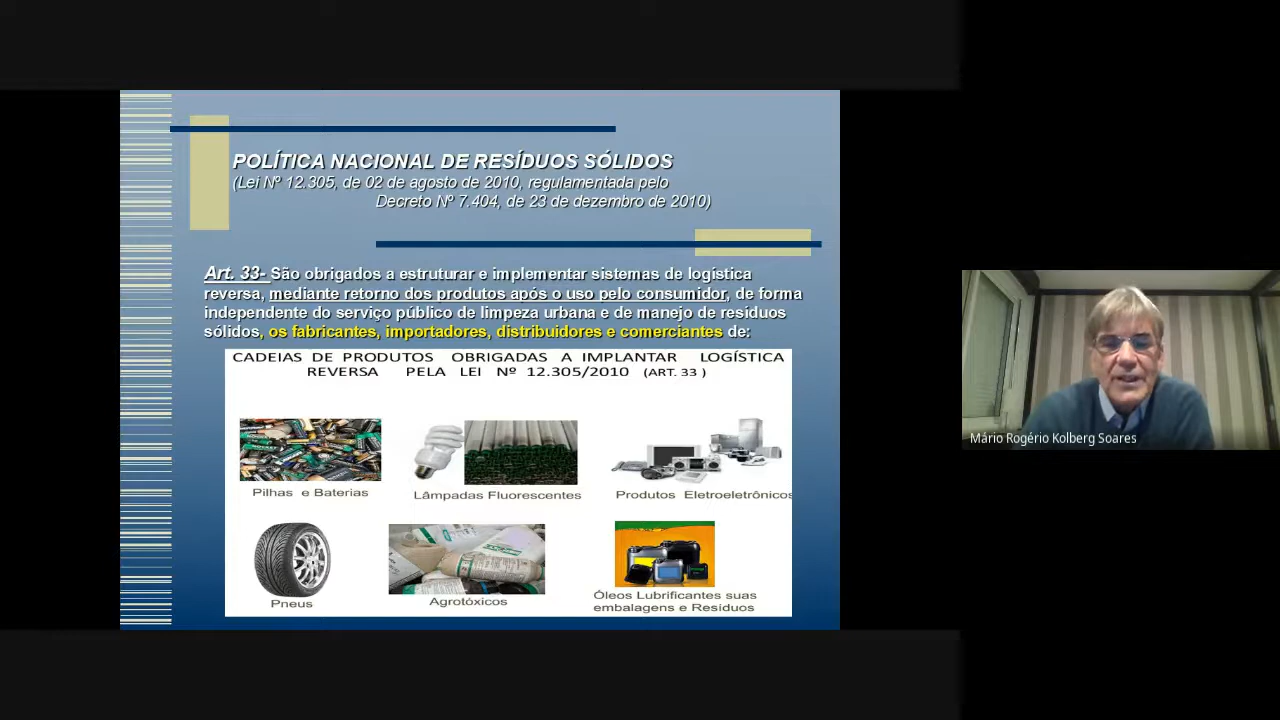 POLÍTICA NACIONAL DE RESÍDUOS SÓLIDOS
(Lei Nº 12.305, de 02 de agosto de 2010, regulamentada pelo
Decreto Nº 7.404, de 23 de dezembro de 2010)
Art. 33- São obrigados a estruturar e implementar sistemas de logística
reversa, mediante retorno dos produtos após o uso pelo consumidor, de forma
independente do serviço público de limpeza urbana e de manejo de resíduos
sólidos, os fabricantes, importadores, distribuidores e comerciantes de:
CADEIAS DE PRODUTOS OBRIGADAS A IMPLANTAR LOGÍSTICA
REVERSA PELA LEI Nº 12.305/2010 (ART. 33 )
Pilhas e Baterias
Lâmpadas Fluorescentes
Produtos Eletroeletrônicos
Pneus
Agrotóxicos
Óleos Lubrificantes suas
embalagens e Resíduos
Mário Rogério Kolberg Soares